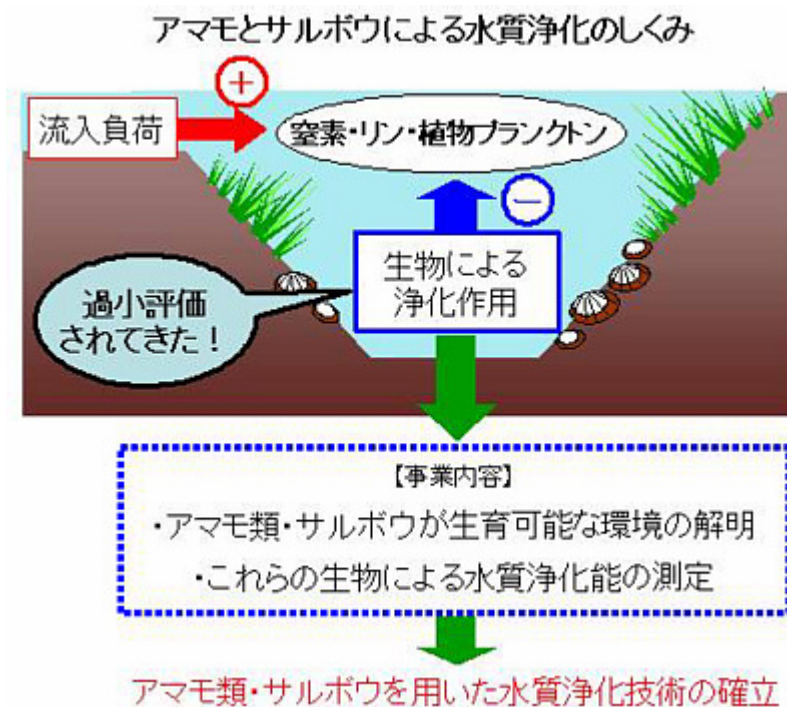 アマモとサルボウによる水質浄化のしくみ
＋
流入負荷
窒素・リン・植物プランクトン
－
生物による
浄化作用
過小評価
されてきた！
【事業内容】
・アマモ類・サルボウが生育可能な環境の解明
・これらの生物による水質浄化能の測定
アマモ類・サルボウを用いた水質浄化技術の確立